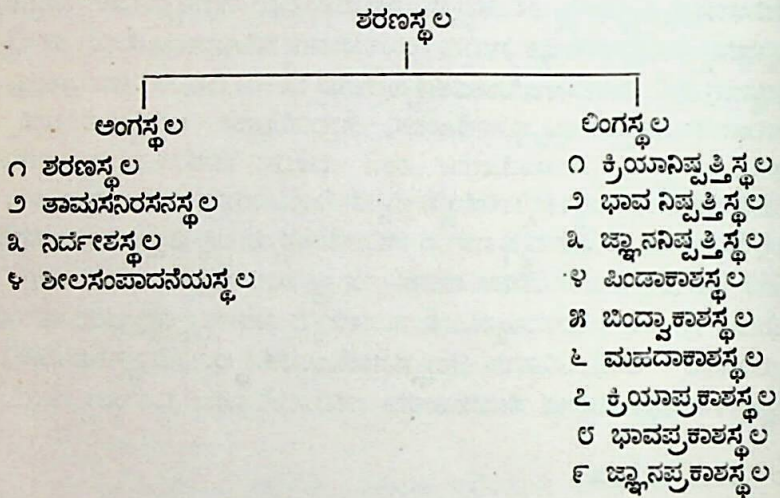 ಶರಣಸ್ಥಲ
ಅಂಗಸ್ಥಲ
೧ ಶರಣಸ್ಥಲ
೨ ತಾಮಸನಿರಸನಸ್ಥಲ
೩ ನಿರ್ದೇಶಸ್ಥಲ
೪ ಶೀಲಸಂಪಾದನೆಯಸ್ಥಲ
ಲಿಂಗಸ್ಥಲ
೧ ಕ್ರಿಯಾನಿಷ್ಪತ್ತಿಸ್ಥಲ
೨ ಭಾವ ನಿಷ್ಪತ್ತಿಸ್ಥಲ
೩ ಜ್ಞಾನನಿಷ್ಪತ್ತಿಸ್ಥಲ
೪ ಪಿಂಡಾಕಾಶಸ್ಥಲ
೫ ಬಿಂದ್ವಾಕಾಶಸ್ಥಲ
೬ ಮಹದಾಕಾಶಸ್ಥಲ
೭ ಕ್ರಿಯಾಪ್ರಕಾಶಸ್ಥಲ
೮ ಭಾವಪ್ರಕಾಶಸ್ಥಲ
೯ ಜ್ಞಾನಪ್ರಕಾಶಸ್ಥಲ